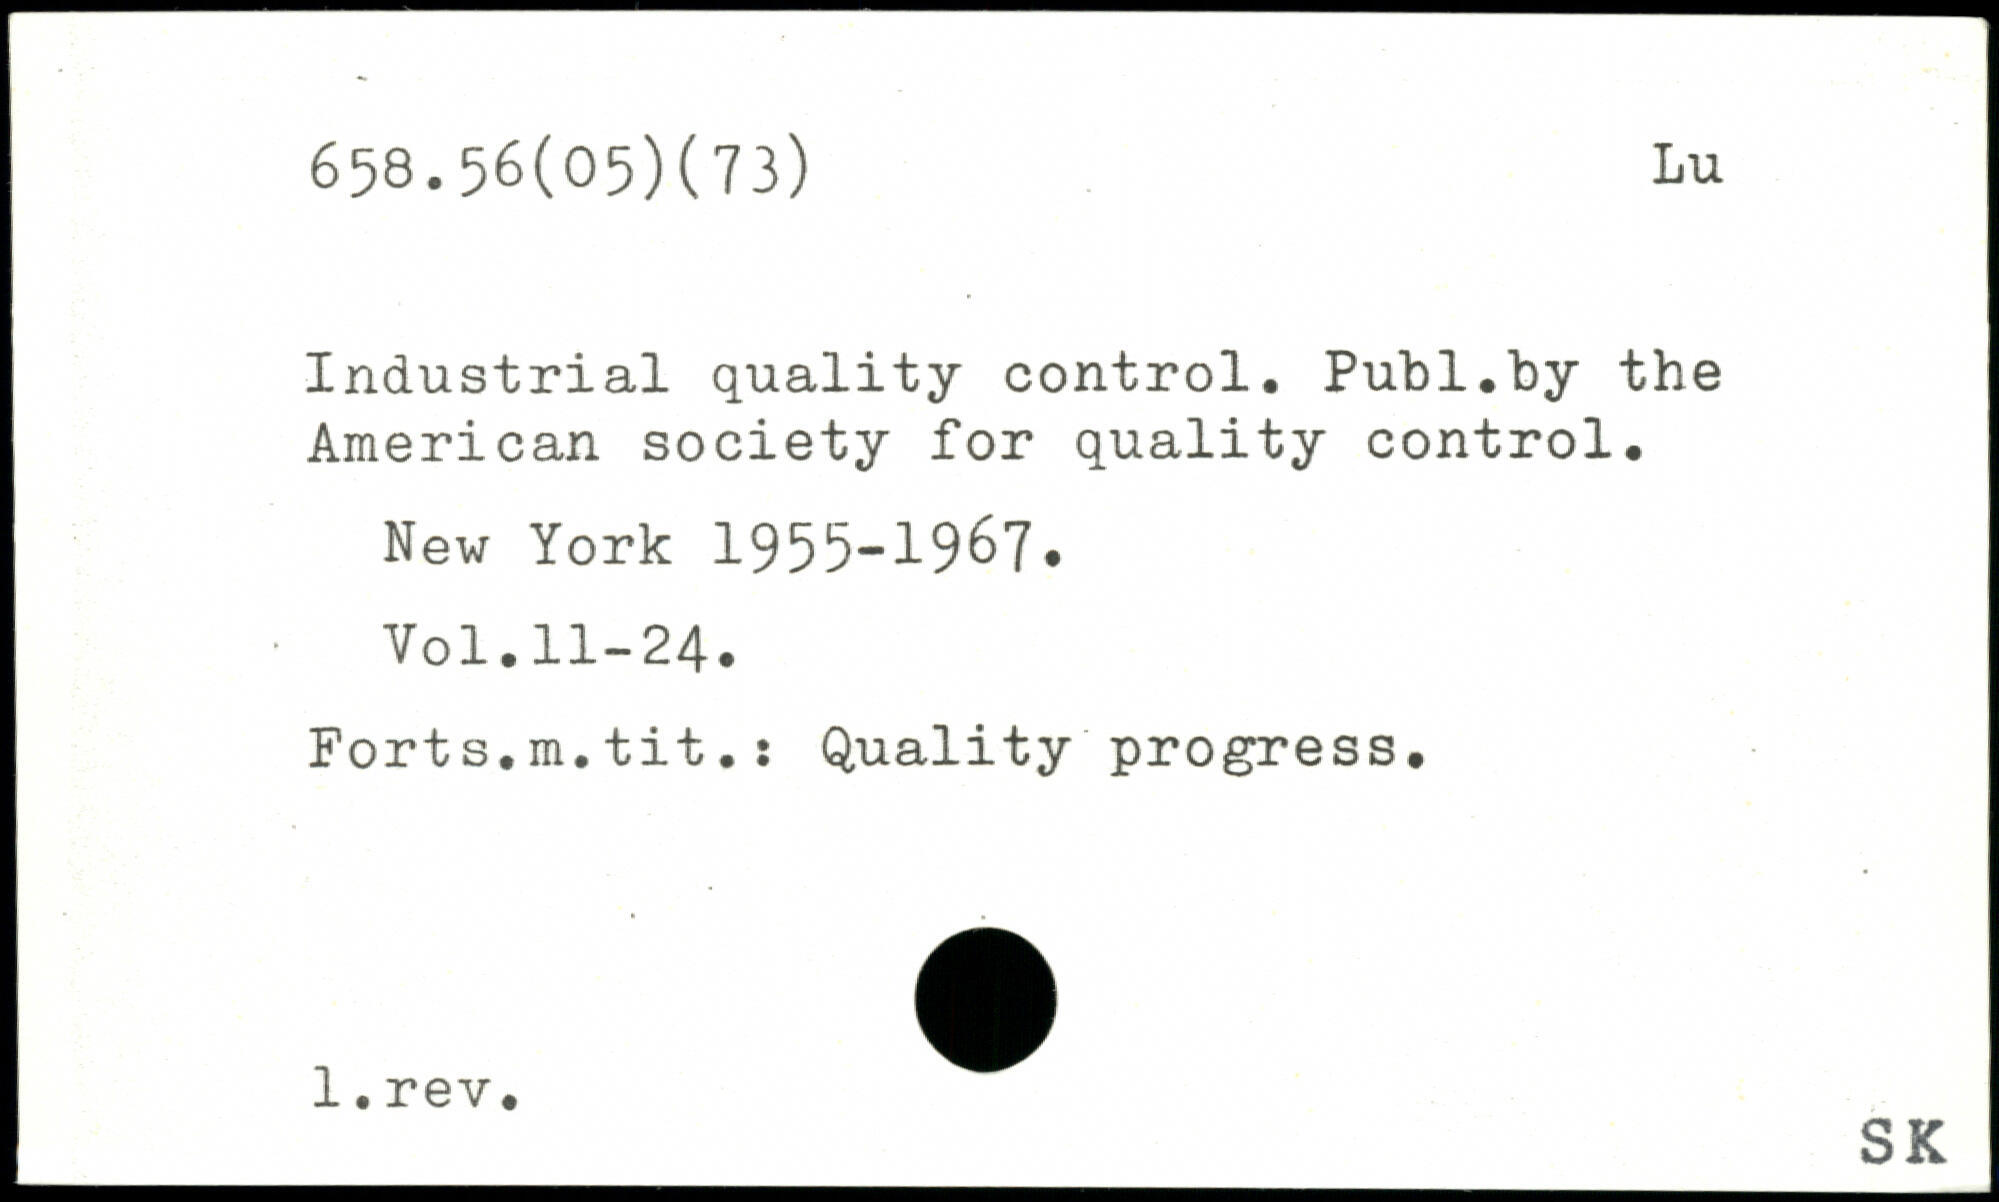 658.56(05)(73) Lu
Industrial quality control. Publ.by the
American society for quality control.
New York 1955-1967.
Vol.11-24.
Forts.m.tit.: Quality progress.
1.rev.
SK